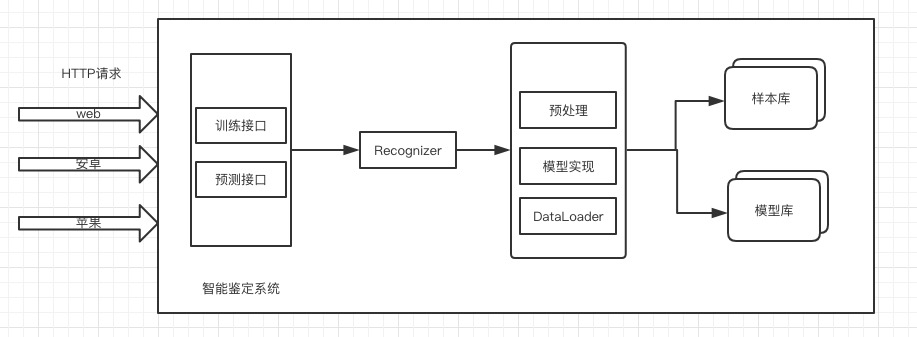 HTTP请求
web
安卓
苹果
训练接口
预测接口
智能鉴定系统
Recognizer
预处理
模型实现
DataLoader
样本库
模型库